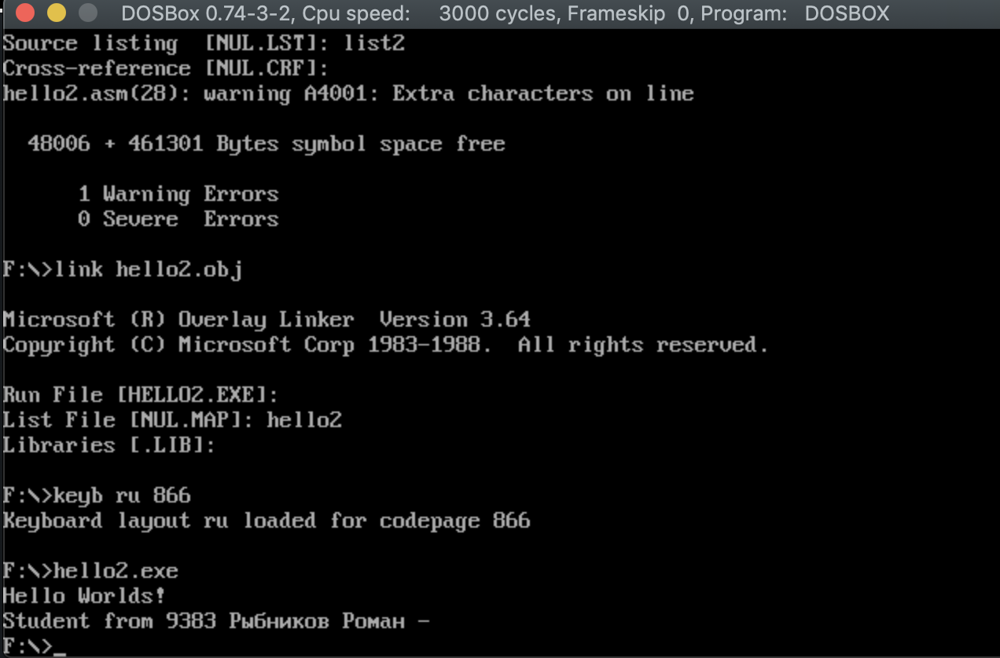 DOSBox 0.74-3-2, Cpu speed: 3000 cycles, Frameskip 0, Program: DOSBOX
Source listing [NUL.LST]: list2
Cross-reference [NUL.CRF]:
hello2.asm(28): warning A4001: Extra characters on line
48006 + 461301 Bytes symbol space free
1 Warning Errors
0 Severe Errors
F:\>link hello2.obj
Microsoft (R) Overlay Linker Version 3.64
Copyright (C) Microsoft Corp 1983-1988. All rights reserved.
Run File [HELLO2.EXE]:
List File [NUL.MAP]: hello2
Libraries [.LIB]:
F:\>keyb ru 866
Keyboard layout ru loaded for codepage 866
F:\>hello2.exe
Hello Worlds!
Student from 9383 Рыбников Роман -
F:\>_